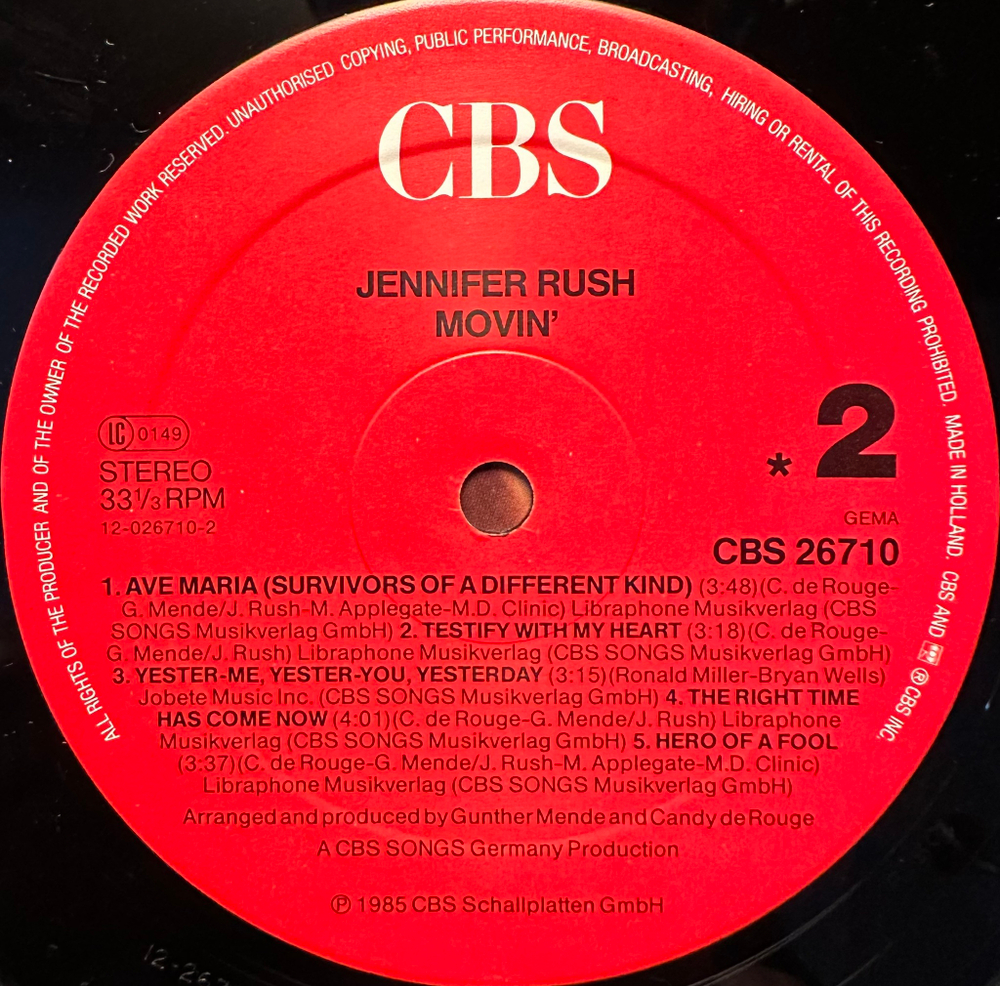 ALL RIGHTS OF THE PRODUCER AND OF THE OWNER OF THE RECORDED WORK RESERVED. UNAUTHORISED COPYING, PUBLIC PERFORMANCE, BROADCASTING, HIRING OR RENTAL OF THIS RECORDING PROHIBITED. MADE IN HOLLAND. CBS AND ® CBS INC.
CBS
JENNIFER RUSH
MOVIN'
LC 0149
STEREO
33⅓ RPM
12-026710-2
* 2
GEMA
CBS 26710
1. AVE MARIA (SURVIVORS OF A DIFFERENT KIND) (3:48)(C. de Rouge-
G. Mende/J. Rush-M. Applegate-M.D. Clinic) Libraphone Musikverlag (CBS
SONGS Musikverlag GmbH) 2. TESTIFY WITH MY HEART (3:18)(C. de Rouge-
G. Mende/J. Rush) Libraphone Musikverlag (CBS SONGS Musikverlag GmbH)
3. YESTER-ME, YESTER-YOU, YESTERDAY (3:15)(Ronald Miller-Bryan Wells)
Jobete Music Inc. (CBS SONGS Musikverlag GmbH) 4. THE RIGHT TIME
HAS COME NOW (4:01)(C. de Rouge-G. Mende/J. Rush) Libraphone
Musikverlag (CBS SONGS Musikverlag GmbH) 5. HERO OF A FOOL
(3:37)(C. de Rouge-G. Mende/J. Rush-M. Applegate-M.D. Clinic)
Libraphone Musikverlag (CBS SONGS Musikverlag GmbH)
Arranged and produced by Gunther Mende and Candy de Rouge
A CBS SONGS Germany Production
℗ 1985 CBS Schallplatten GmbH